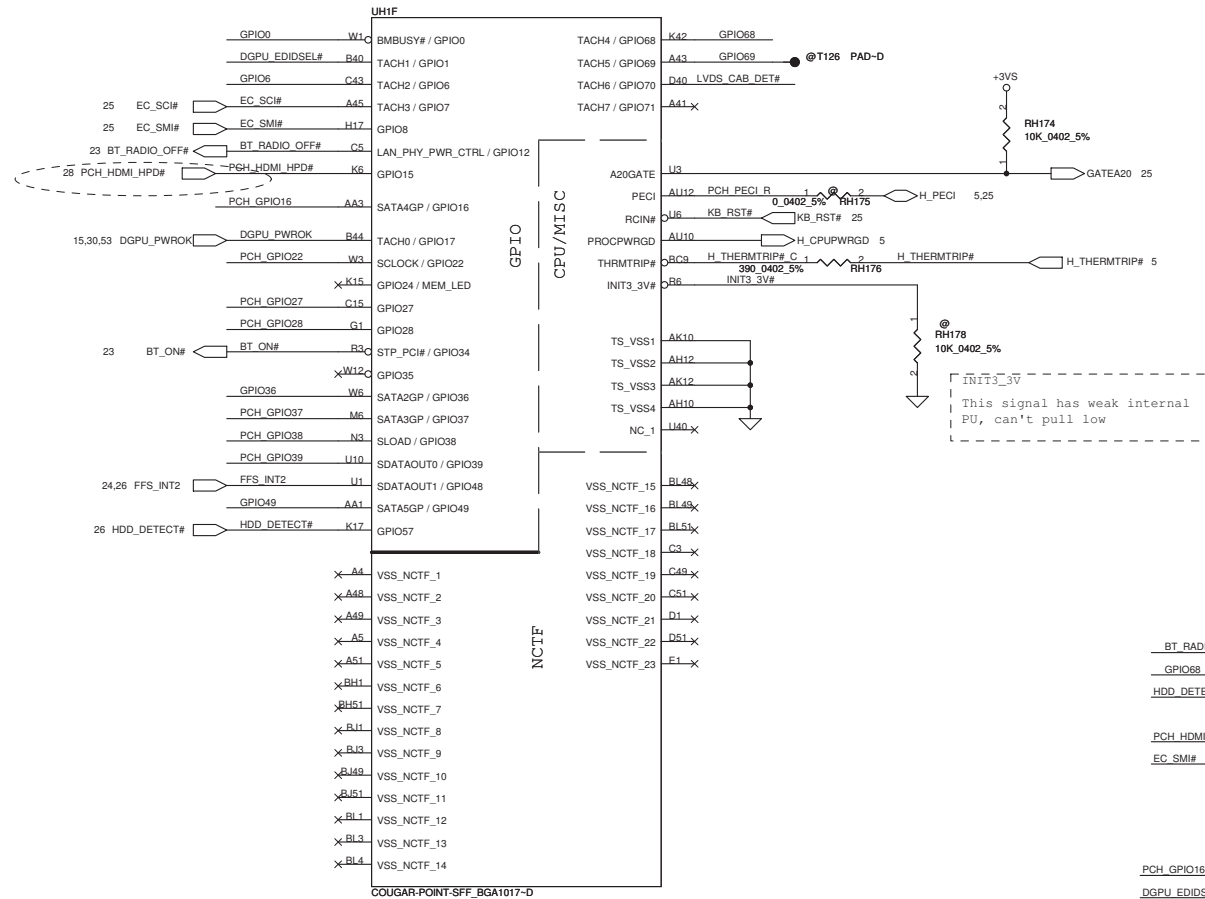 UH1F
GPIO0 W1 BMBUSY# / GPIO0 TACH4 / GPIO68 K42 GPIO68
DGPU_EDIDSEL# B40 TACH1 / GPIO1 TACH5 / GPIO69 A43 GPIO69 @T126 PAD~D
GPIO6 C43 TACH2 / GPIO6 TACH6 / GPIO70 D40 LVDS_CAB_DET#
+3VS
25 EC_SCI# EC_SCI# A45 TACH3 / GPIO7 TACH7 / GPIO71 A41
25 EC_SMI# EC_SMI# H17 GPIO8
2 RH174
10K_0402_5%
1
23 BT_RADIO_OFF# BT_RADIO_OFF# C5 LAN_PHY_PWR_CTRL / GPIO12
28 PCH_HDMI_HPD# PCH_HDMI_HPD# K6 GPIO15 A20GATE U3 GATEA20 25
PECI AU12 PCH_PECI_R 1 @ 2 H_PECI 5,25
0_0402_5% RH175
PCH_GPIO16 AA3 SATA4GP / GPIO16 RCIN# U6 KB_RST# KB_RST# 25
15,30,53 DGPU_PWROK DGPU_PWROK B44 TACH0 / GPIO17 PROCPWRGD AU10 H_CPUPWRGD 5
PCH_GPIO22 W3 SCLOCK / GPIO22 THRMTRIP# BC9 H_THERMTRIP#_C 1 2 H_THERMTRIP# H_THERMTRIP# 5
390_0402_5% RH176
K15 GPIO24 / MEM_LED INIT3_3V# R6 INIT3_3V#
GPIO
CPU/MISC
PCH_GPIO27 C15 GPIO27
PCH_GPIO28 G1 GPIO28
1 @
RH178
10K_0402_5%
2
23 BT_ON# BT_ON# R3 STP_PCI# / GPIO34 TS_VSS1 AK10
W12 GPIO35 TS_VSS2 AH12
GPIO36 W6 SATA2GP / GPIO36 TS_VSS3 AK12
PCH_GPIO37 M6 SATA3GP / GPIO37 TS_VSS4 AH10
PCH_GPIO38 N3 SLOAD / GPIO38 NC_1 U40
INIT3_3V
This signal has weak internal
PU, can't pull low
PCH_GPIO39 U10 SDATAOUT0 / GPIO39
24,26 FFS_INT2 FFS_INT2 U1 SDATAOUT1 / GPIO48 VSS_NCTF_15 BL48
GPIO49 AA1 SATA5GP / GPIO49 VSS_NCTF_16 BL49
26 HDD_DETECT# HDD_DETECT# K17 GPIO57 VSS_NCTF_17 BL51
VSS_NCTF_18 C3
A4 VSS_NCTF_1 VSS_NCTF_19 C49
A48 VSS_NCTF_2 VSS_NCTF_20 C51
A49 VSS_NCTF_3 VSS_NCTF_21 D1
A5 VSS_NCTF_4 VSS_NCTF_22 D51
A51 VSS_NCTF_5 VSS_NCTF_23 E1
NCTF
BH1 VSS_NCTF_6
BH51 VSS_NCTF_7
BJ1 VSS_NCTF_8
BJ3 VSS_NCTF_9
BJ49 VSS_NCTF_10
BJ51 VSS_NCTF_11
BL1 VSS_NCTF_12
BL3 VSS_NCTF_13
BL4 VSS_NCTF_14
COUGAR-POINT-SFF_BGA1017~D
BT_RADI
GPIO68
HDD_DETE
PCH_HDMI
EC_SMI#
PCH_GPIO16
DGPU_EDIDS